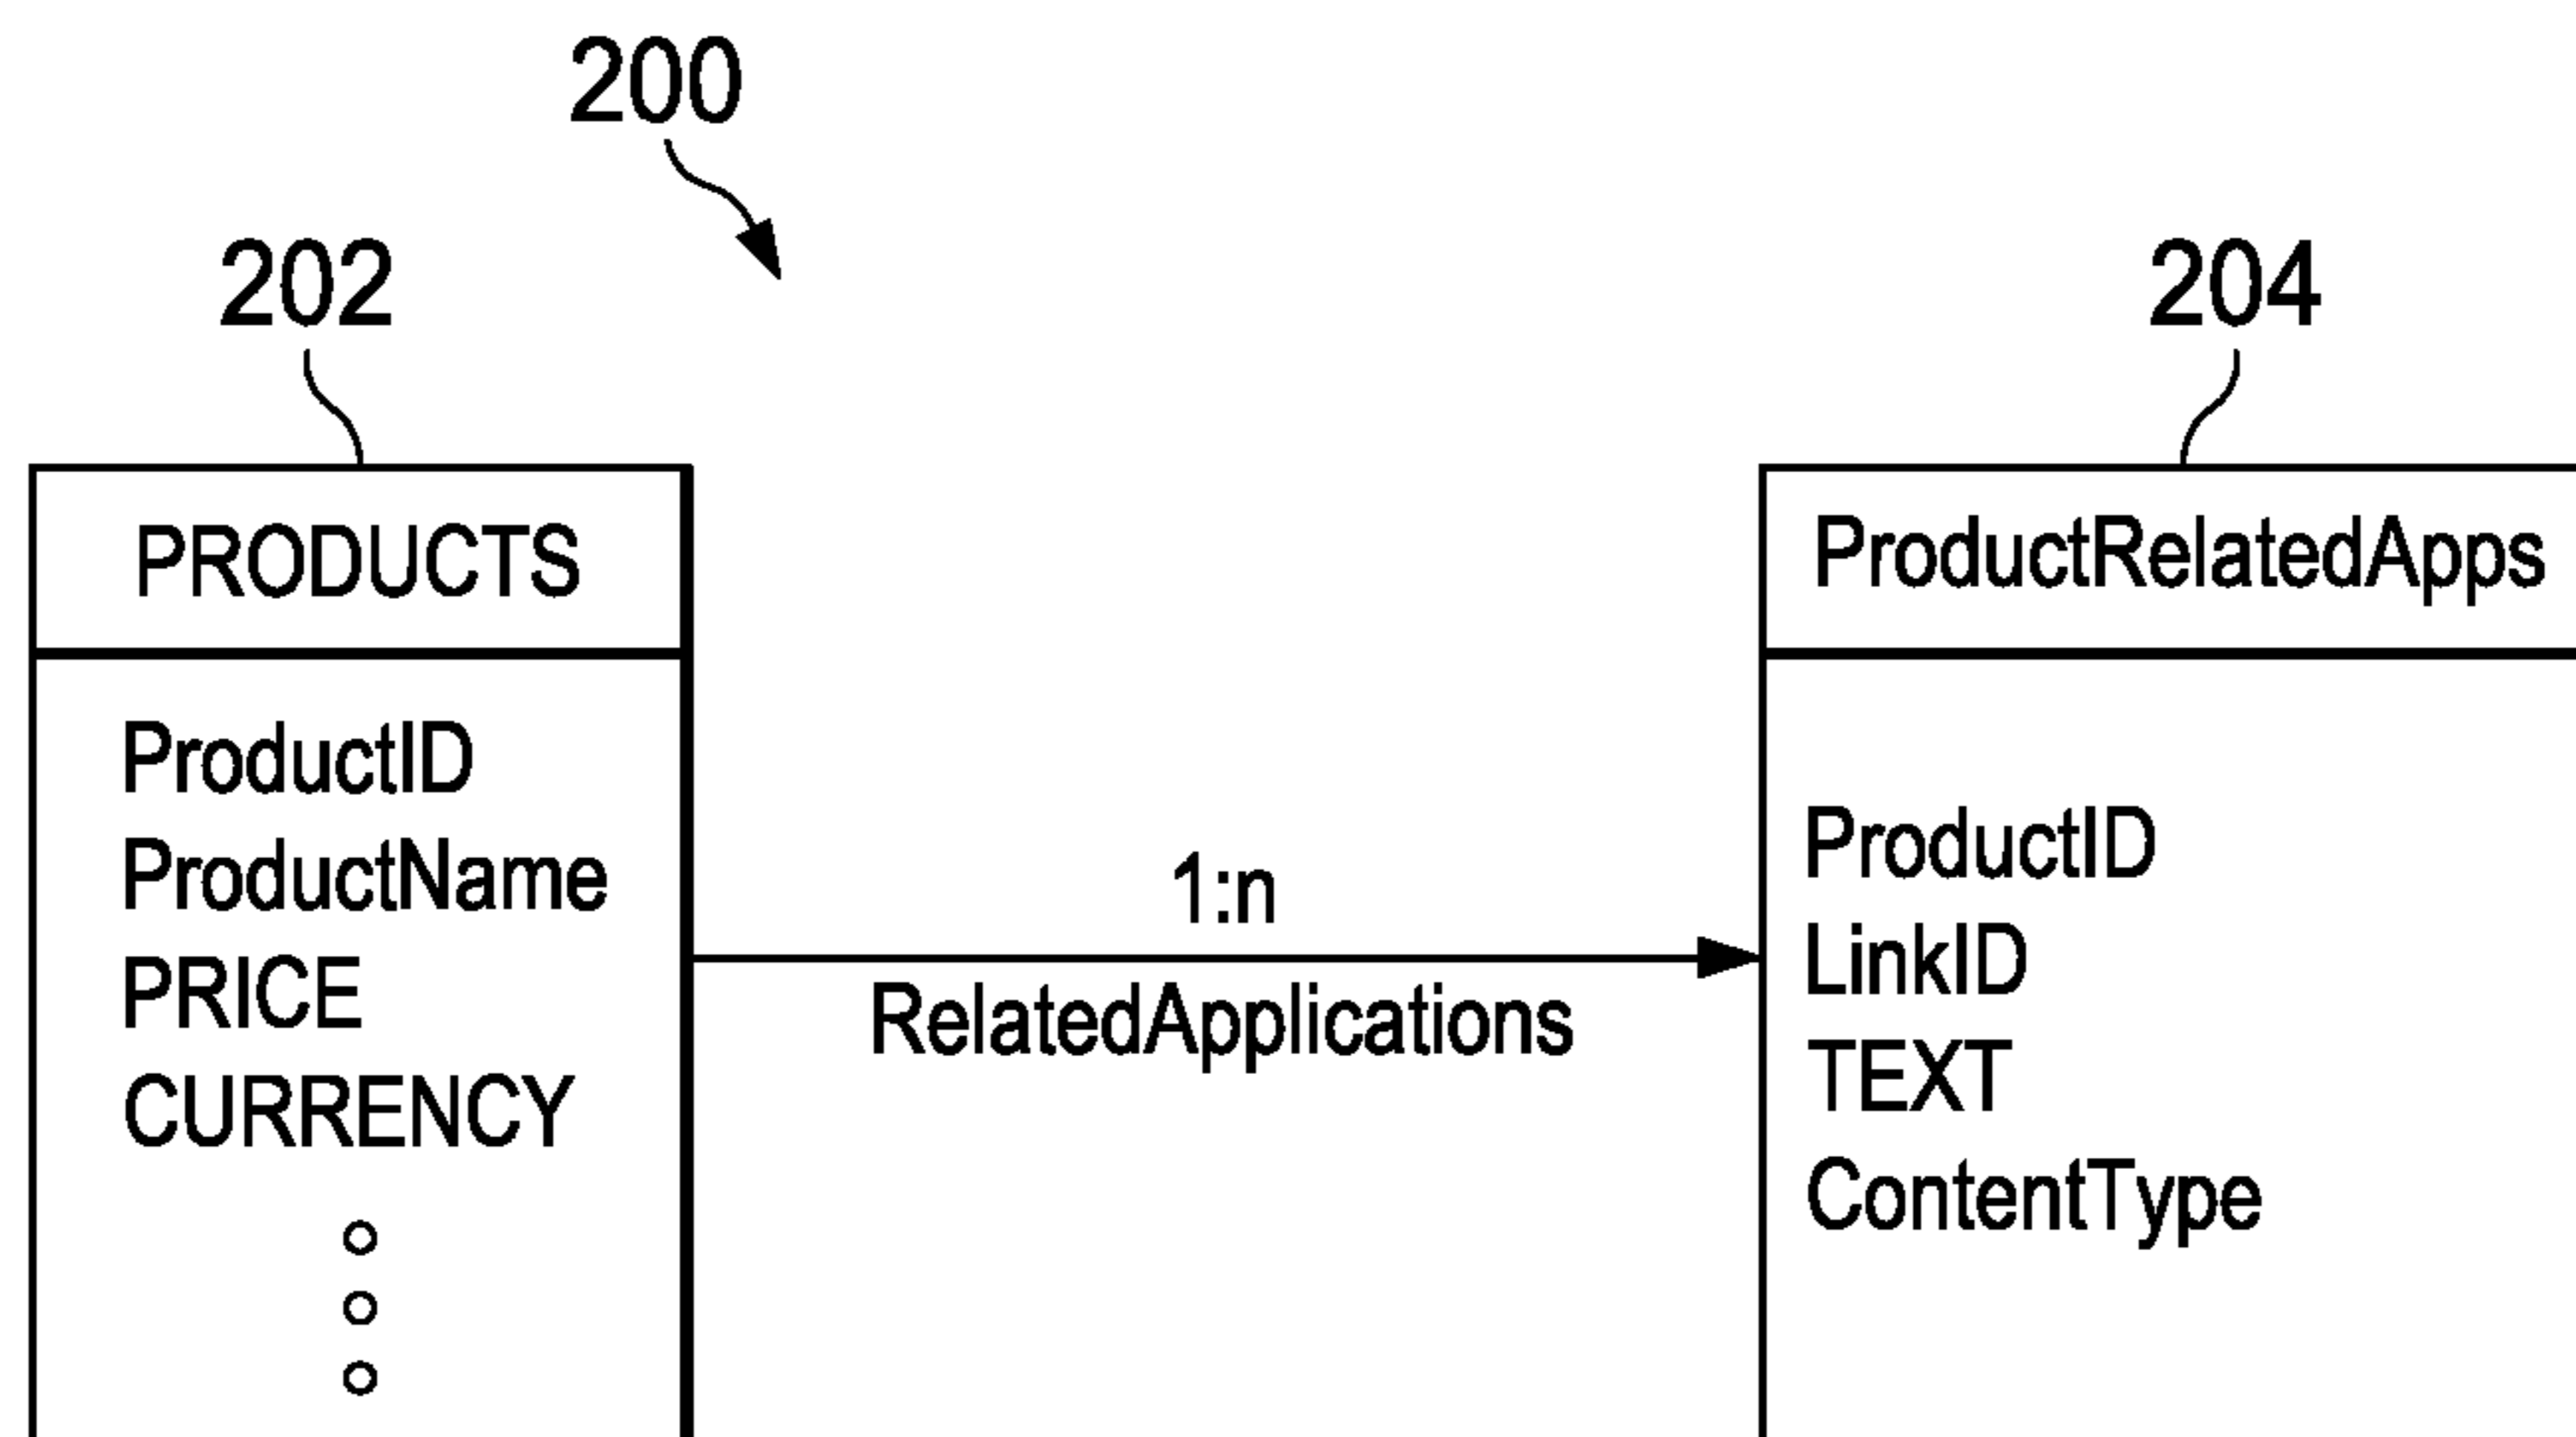 200
202
204
PRODUCTS
ProductID
ProductName
PRICE
CURRENCY
1:n
RelatedApplications
ProductRelatedApps
ProductID
LinkID
TEXT
ContentType